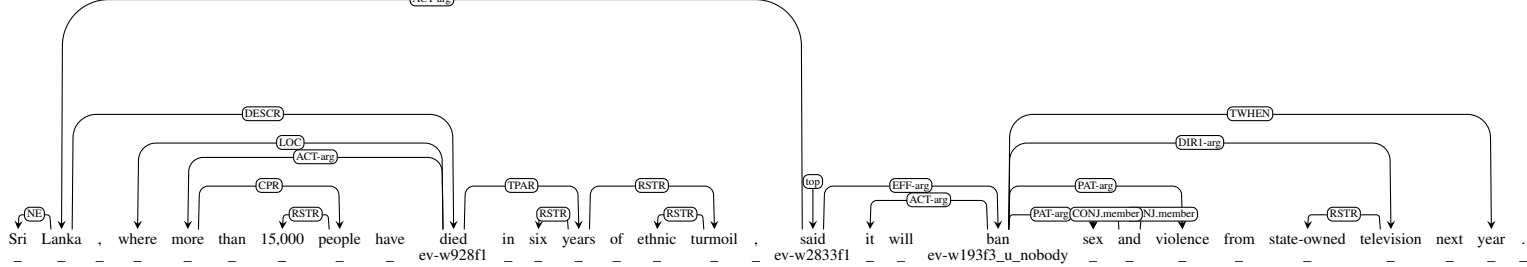 ACT-arg
DESCR TWHEN
LOC DIR1-arg
ACT-arg
top
CPR TPAR RSTR EFF-arg PAT-arg
ACT-arg
NE RSTR RSTR RSTR PAT-arg CONJ.member NJ.member RSTR
Sri Lanka , where more than 15,000 people have died in six years of ethnic turmoil , said it will ban sex and violence from state-owned television next year .
_ _ _ _ _ _ _ _ _ ev-w928f1 _ _ _ _ _ _ _ ev-w2833f1 _ _ ev-w193f3_u_nobody _ _ _ _ _ _ _ _ _